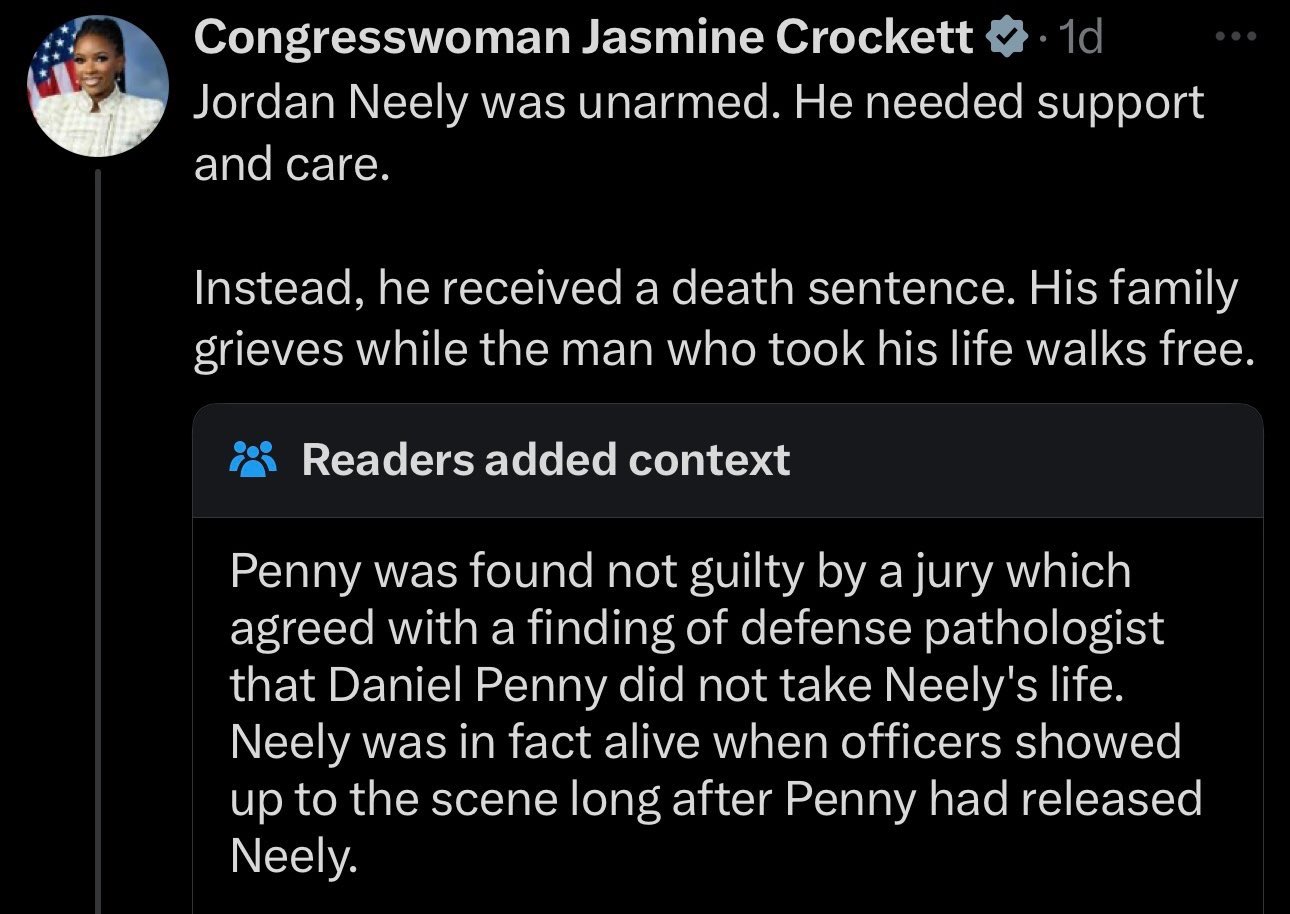 Congresswoman Jasmine Crockett · 1d
Jordan Neely was unarmed. He needed support
and care.
Instead, he received a death sentence. His family
grieves while the man who took his life walks free.
Readers added context
Penny was found not guilty by a jury which
agreed with a finding of defense pathologist
that Daniel Penny did not take Neely's life.
Neely was in fact alive when officers showed
up to the scene long after Penny had released
Neely.